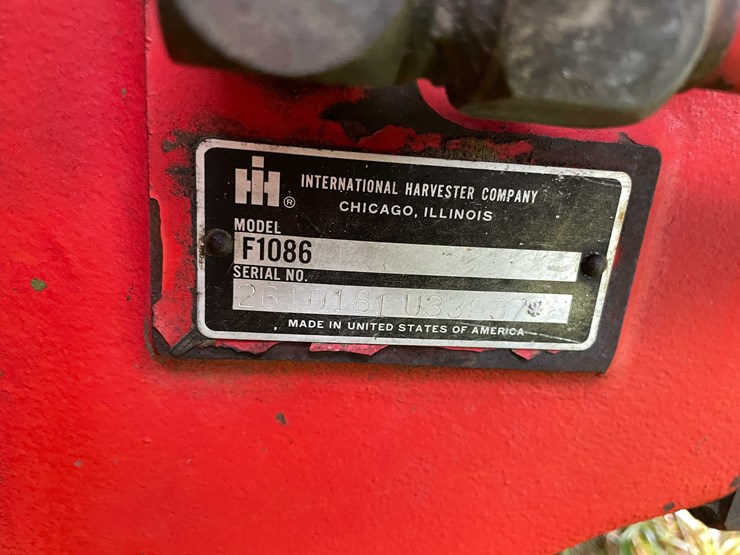 IH ®
INTERNATIONAL HARVESTER COMPANY
CHICAGO, ILLINOIS
MODEL
F1086
SERIAL NO.
MADE IN UNITED STATES OF AMERICA